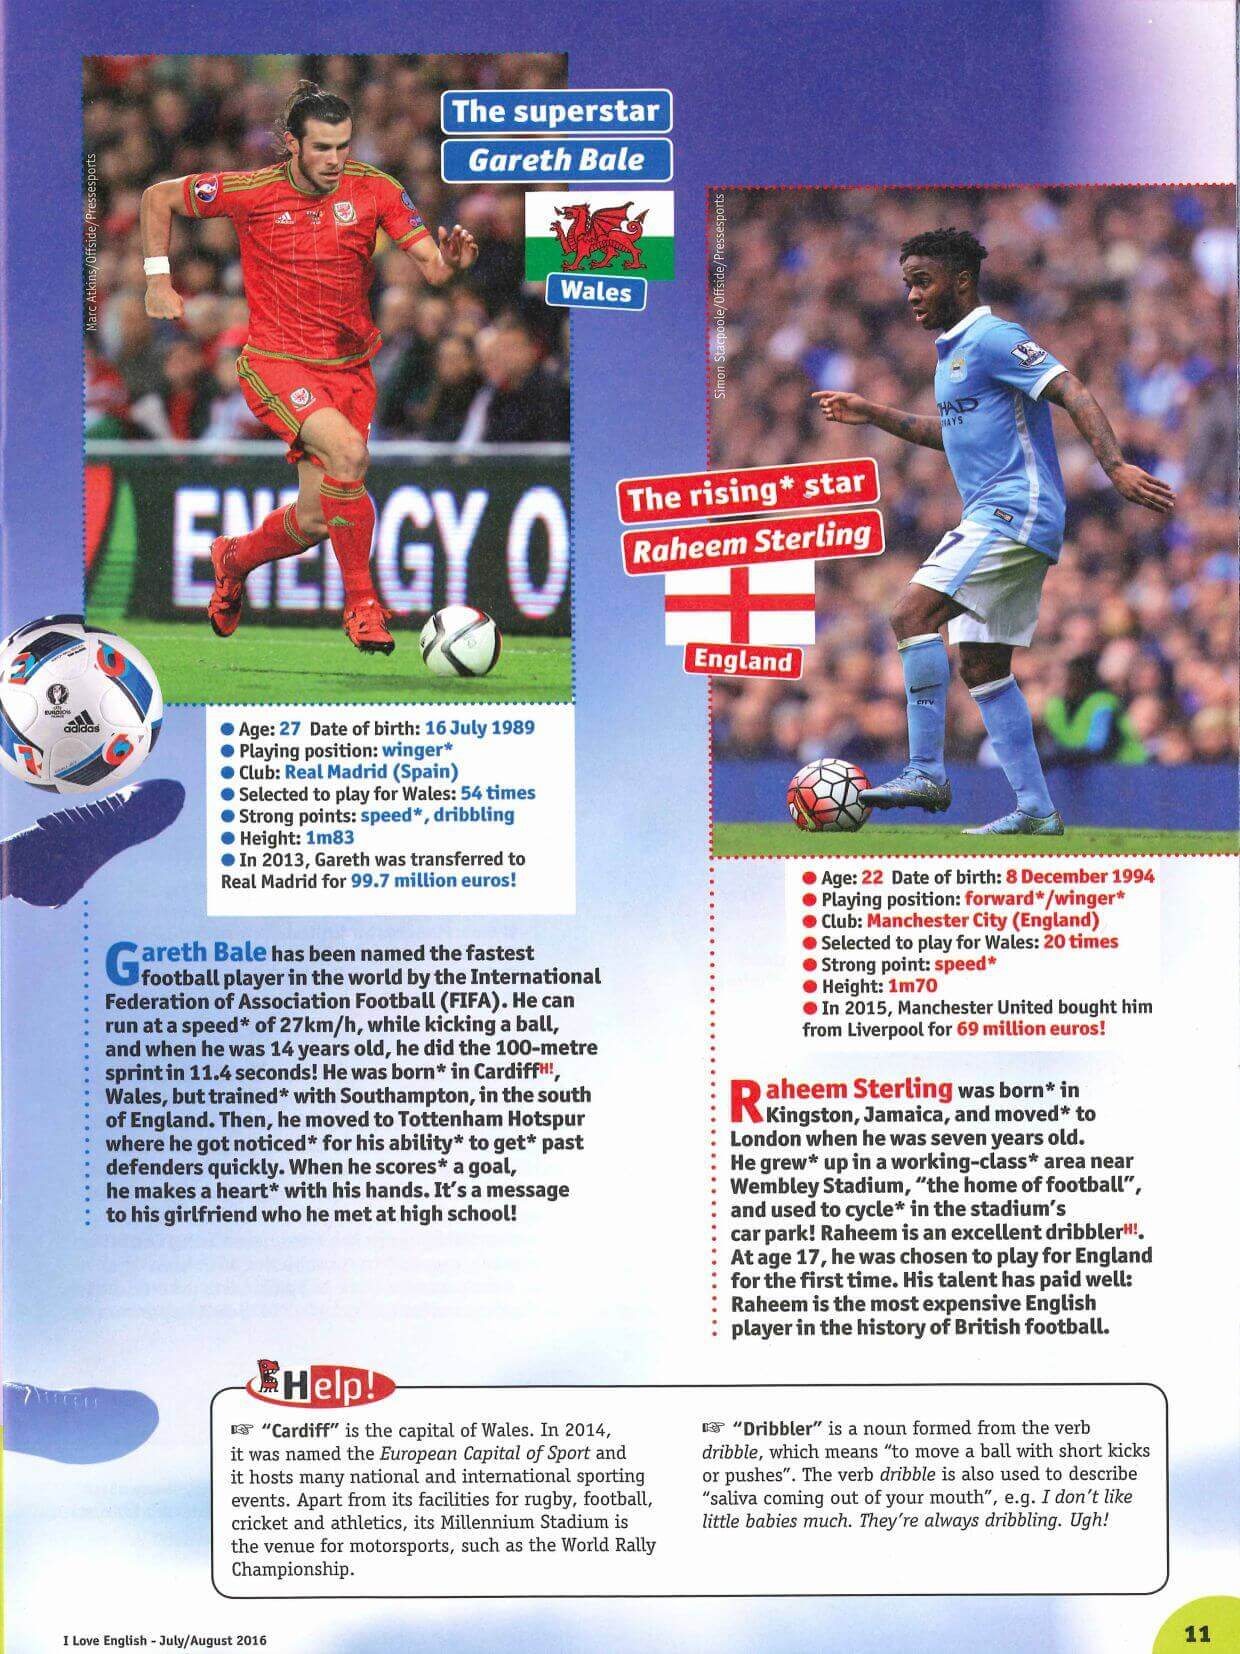 The superstar
Gareth Bale
Wales
Marc Atkins/Offside/Pressesports
adidas
ENERGY O
UEFA
EURO2016
adidas
● Age: 27 Date of birth: 16 July 1989
● Playing position: winger*
● Club: Real Madrid (Spain)
● Selected to play for Wales: 54 times
● Strong points: speed*, dribbling
● Height: 1m83
● In 2013, Gareth was transferred to
Real Madrid for 99.7 million euros!
Gareth Bale has been named the fastest
football player in the world by the International
Federation of Association Football (FIFA). He can
run at a speed* of 27km/h, while kicking a ball,
and when he was 14 years old, he did the 100-metre
sprint in 11.4 seconds! He was born* in CardiffH!,
Wales, but trained* with Southampton, in the south
of England. Then, he moved to Tottenham Hotspur
where he got noticed* for his ability* to get* past
defenders quickly. When he scores* a goal,
he makes a heart* with his hands. It's a message
to his girlfriend who he met at high school!
Simon Stacpoole/Offside/Pressesports
The rising* star
Raheem Sterling
England
HAD
WAYS
7
CITY
● Age: 22 Date of birth: 8 December 1994
● Playing position: forward*/winger*
● Club: Manchester City (England)
● Selected to play for Wales: 20 times
● Strong point: speed*
● Height: 1m70
● In 2015, Manchester United bought him
from Liverpool for 69 million euros!
Raheem Sterling was born* in
Kingston, Jamaica, and moved* to
London when he was seven years old.
He grew* up in a working-class* area near
Wembley Stadium, "the home of football",
and used to cycle* in the stadium's
car park! Raheem is an excellent dribblerH!.
At age 17, he was chosen to play for England
for the first time. His talent has paid well:
Raheem is the most expensive English
player in the history of British football.
Help!
☞ "Cardiff" is the capital of Wales. In 2014,
it was named the European Capital of Sport and
it hosts many national and international sporting
events. Apart from its facilities for rugby, football,
cricket and athletics, its Millennium Stadium is
the venue for motorsports, such as the World Rally
Championship.
☞ "Dribbler" is a noun formed from the verb
dribble, which means "to move a ball with short kicks
or pushes". The verb dribble is also used to describe
"saliva coming out of your mouth", e.g. I don't like
little babies much. They're always dribbling. Ugh!
I Love English - July/August 2016
11